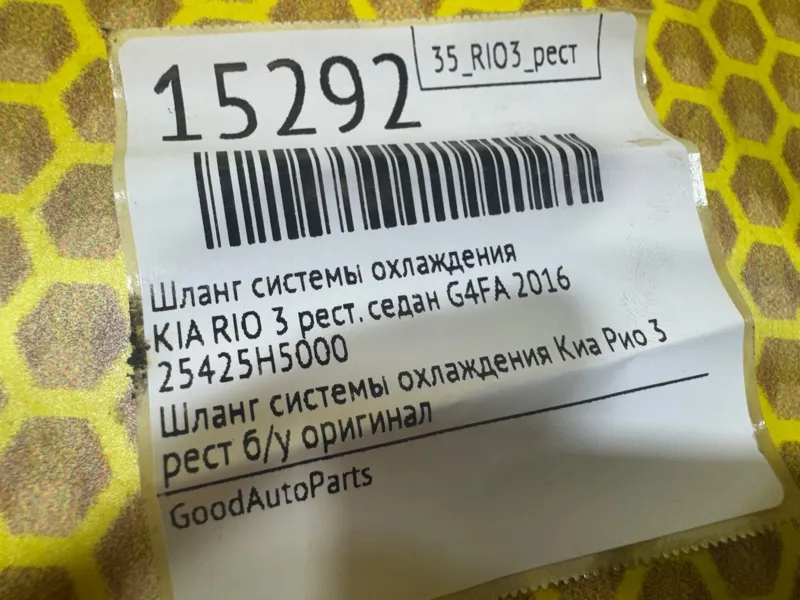 15292
35_RIO3_рест
Шланг системы охлаждения
KIA RIO 3 рест. седан G4FA 2016
25425H5000
Шланг системы охлаждения Киа Рио 3
рест б/у оригинал
GoodAutoParts